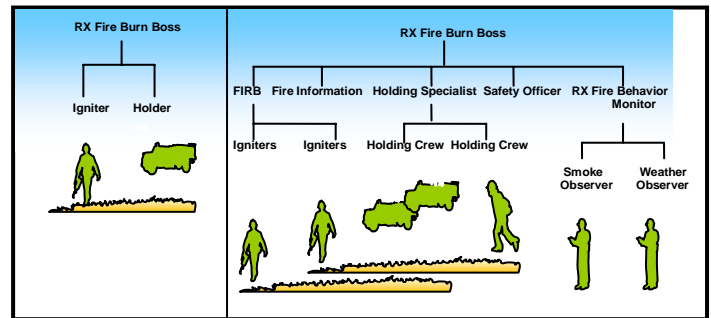 RX Fire Burn Boss
Igniter Holder
RX Fire Burn Boss
FIRB Fire Information Holding Specialist Safety Officer RX Fire Behavior
Monitor
Igniters Igniters Holding Crew Holding Crew
Smoke Weather
Observer Observer